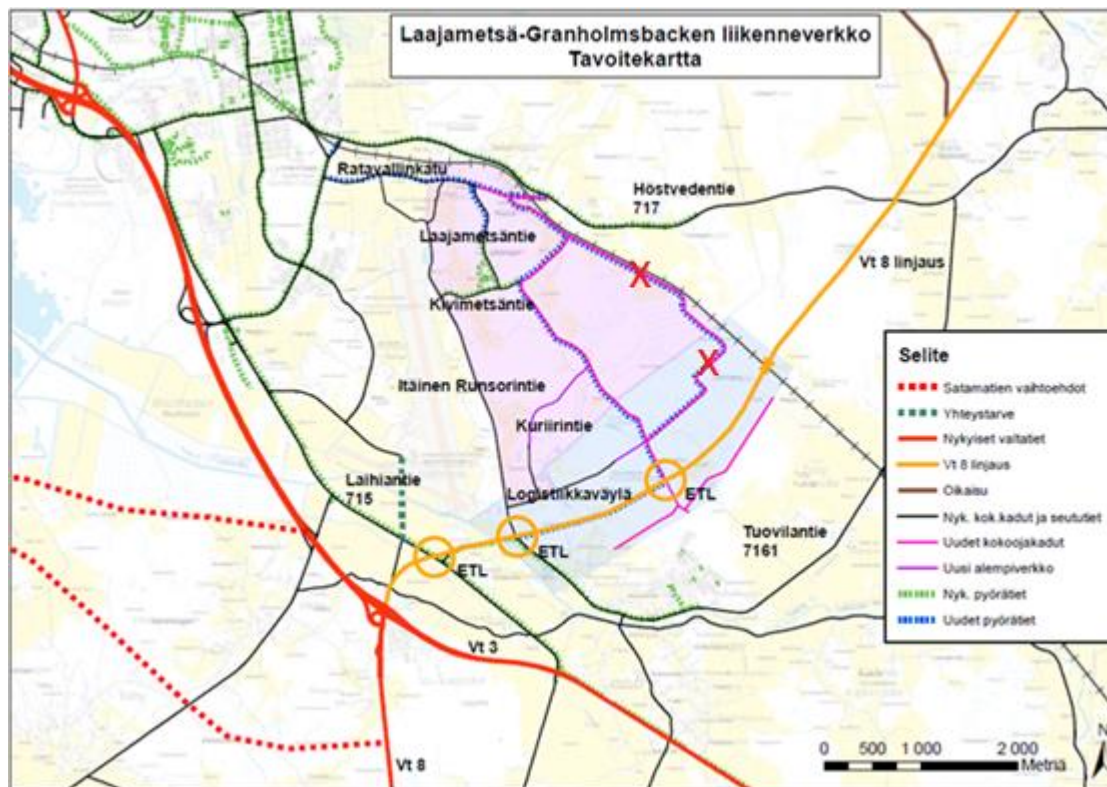 Laajametsä-Granholmsbacken liikenneverkko
Tavoitekartta
Ratavallinkatu
Höstvedentie
717
Laajametsäntie
Vt 8 linjaus
X
Kivimetsäntie
X
Itäinen Runsorintie
Kuriirintie
Laihiantie
715
Logistiikkaväylä
ETL
ETL
ETL
Tuovilantie
7161
Vt 3
Vt 8
Selite
Satamatien vaihtoehdot
Yhteystarve
Nykyiset valtatiet
Vt 8 linjaus
Oikaisu
Nyk. kok.kadut ja seututiet
Uudet kokoojakadut
Uusi alempiverkko
Nyk. pyörätiet
Uudet pyörätiet
N
0 500 1 000 2 000
Metriä